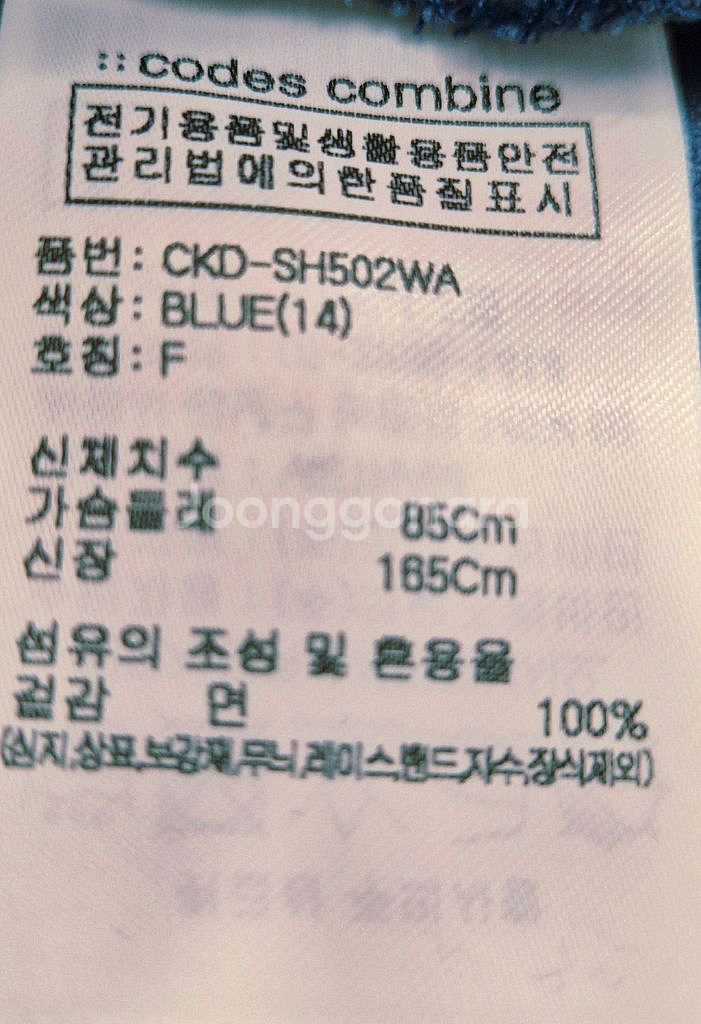 ::codes combine
전기용품및생활용품안전
관리법에의한품질표시
품번: CKD-SH502WA
색상: BLUE(14)
호칭: F
신체치수
가슴둘레 85Cm
Joonggonara
신장 165Cm
섬유의 조성 및 혼용율
겉감 면 100%
(심지,상표,보강재,무늬,레이스,밴드,자수,장식제외)